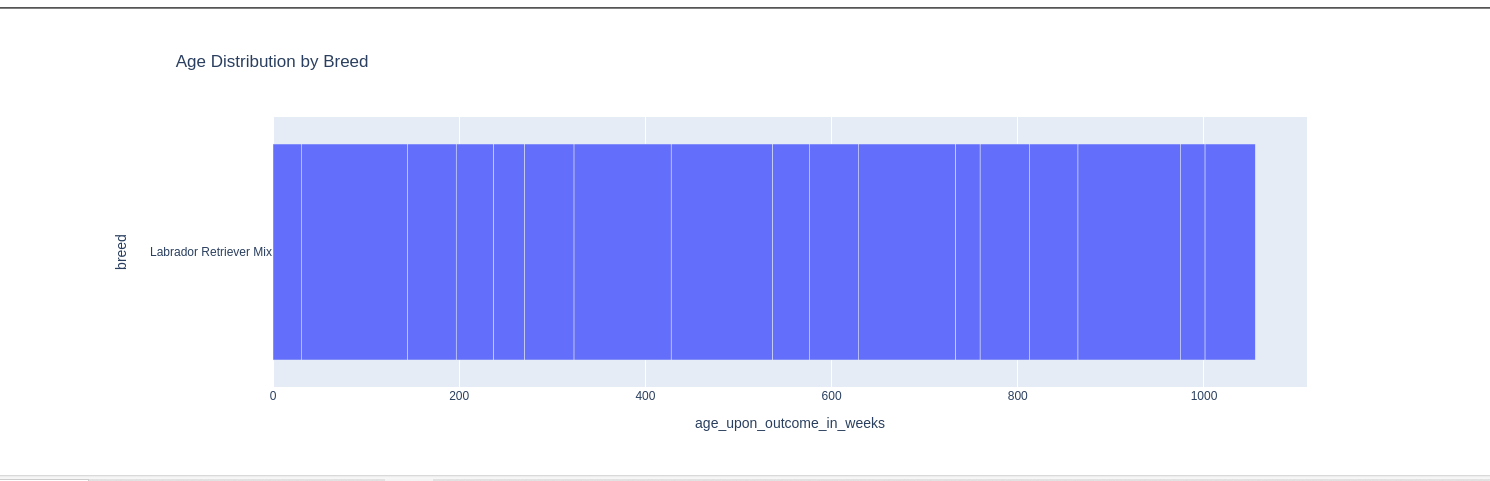 Age Distribution by Breed
breed
Labrador Retriever Mix
0 200 400 600 800 1000
age_upon_outcome_in_weeks